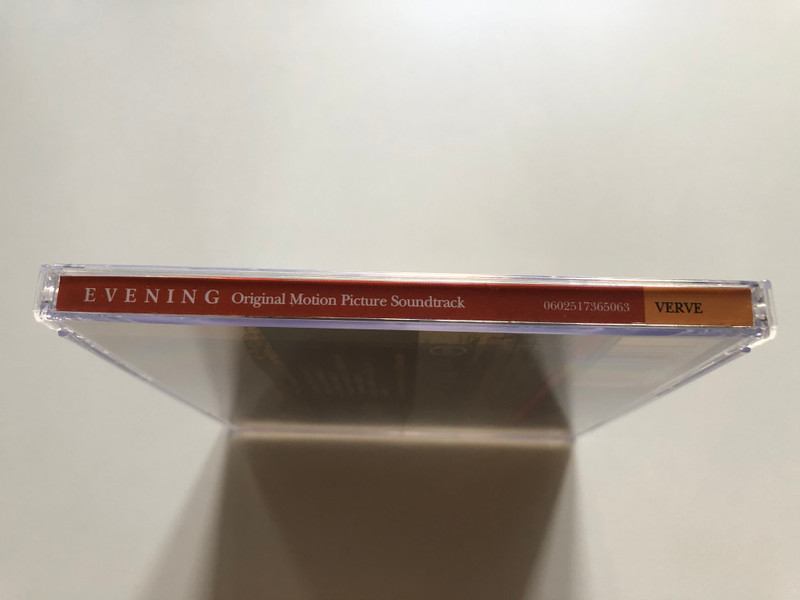 EVENING Original Motion Picture Soundtrack 0602517365063 VERVE